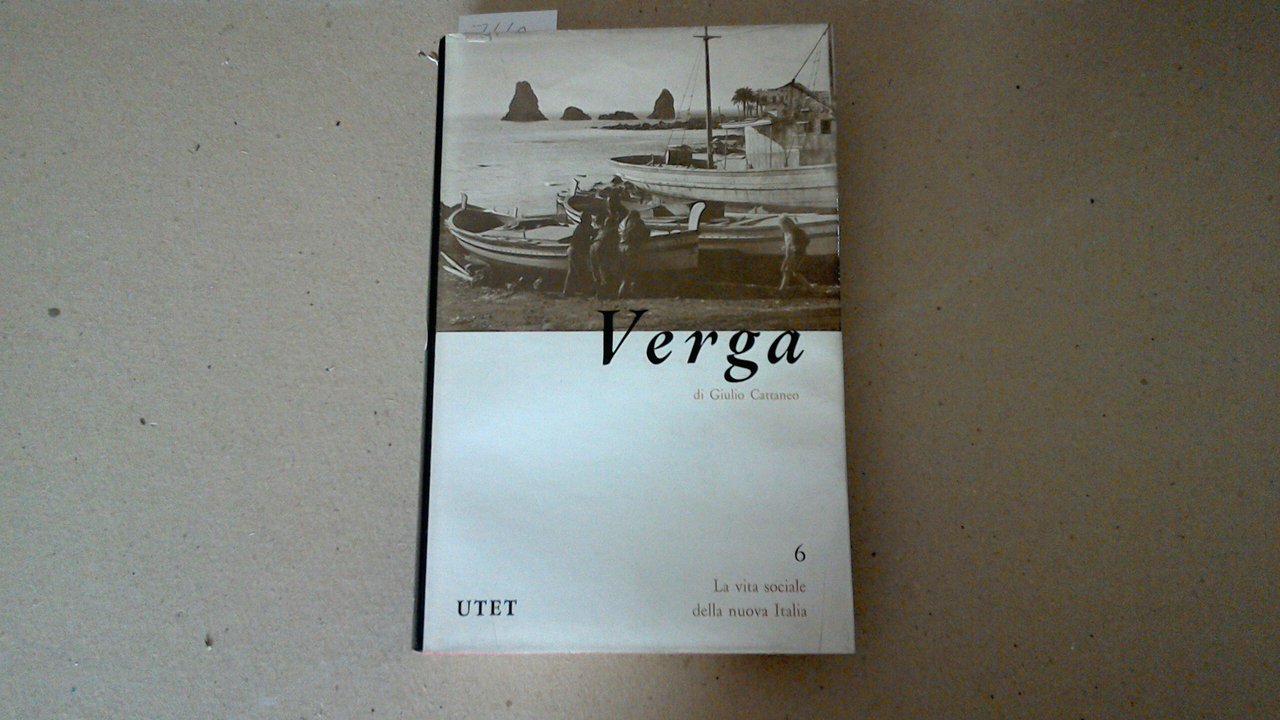 Verga
di Giulio Cattaneo
6
La vita sociale
della nuova Italia
UTET